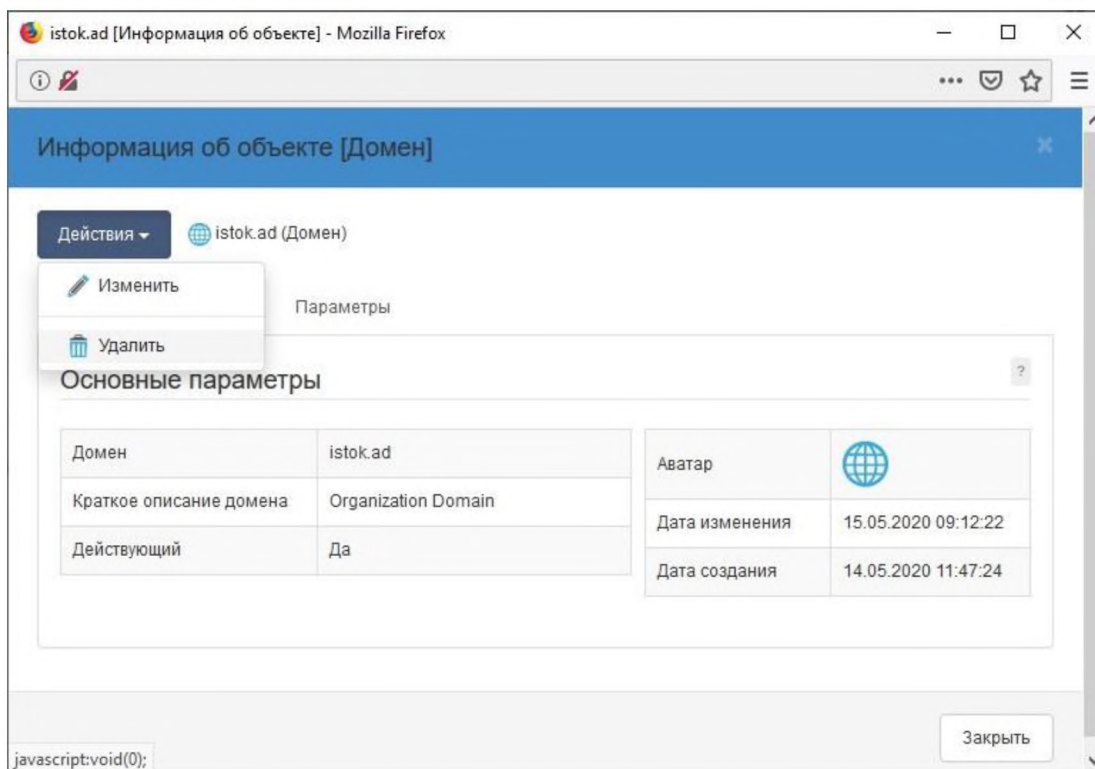 istok.ad [Информация об объекте] - Mozilla Firefox
Информация об объекте [Домен]
Действия
istok.ad (Домен)
Изменить
Параметры
Удалить
Основные параметры
?
Домен istok.ad
Краткое описание домена Organization Domain
Действующий Да
Аватар
Дата изменения 15.05.2020 09:12:22
Дата создания 14.05.2020 11:47:24
Закрыть
javascript:void(0);